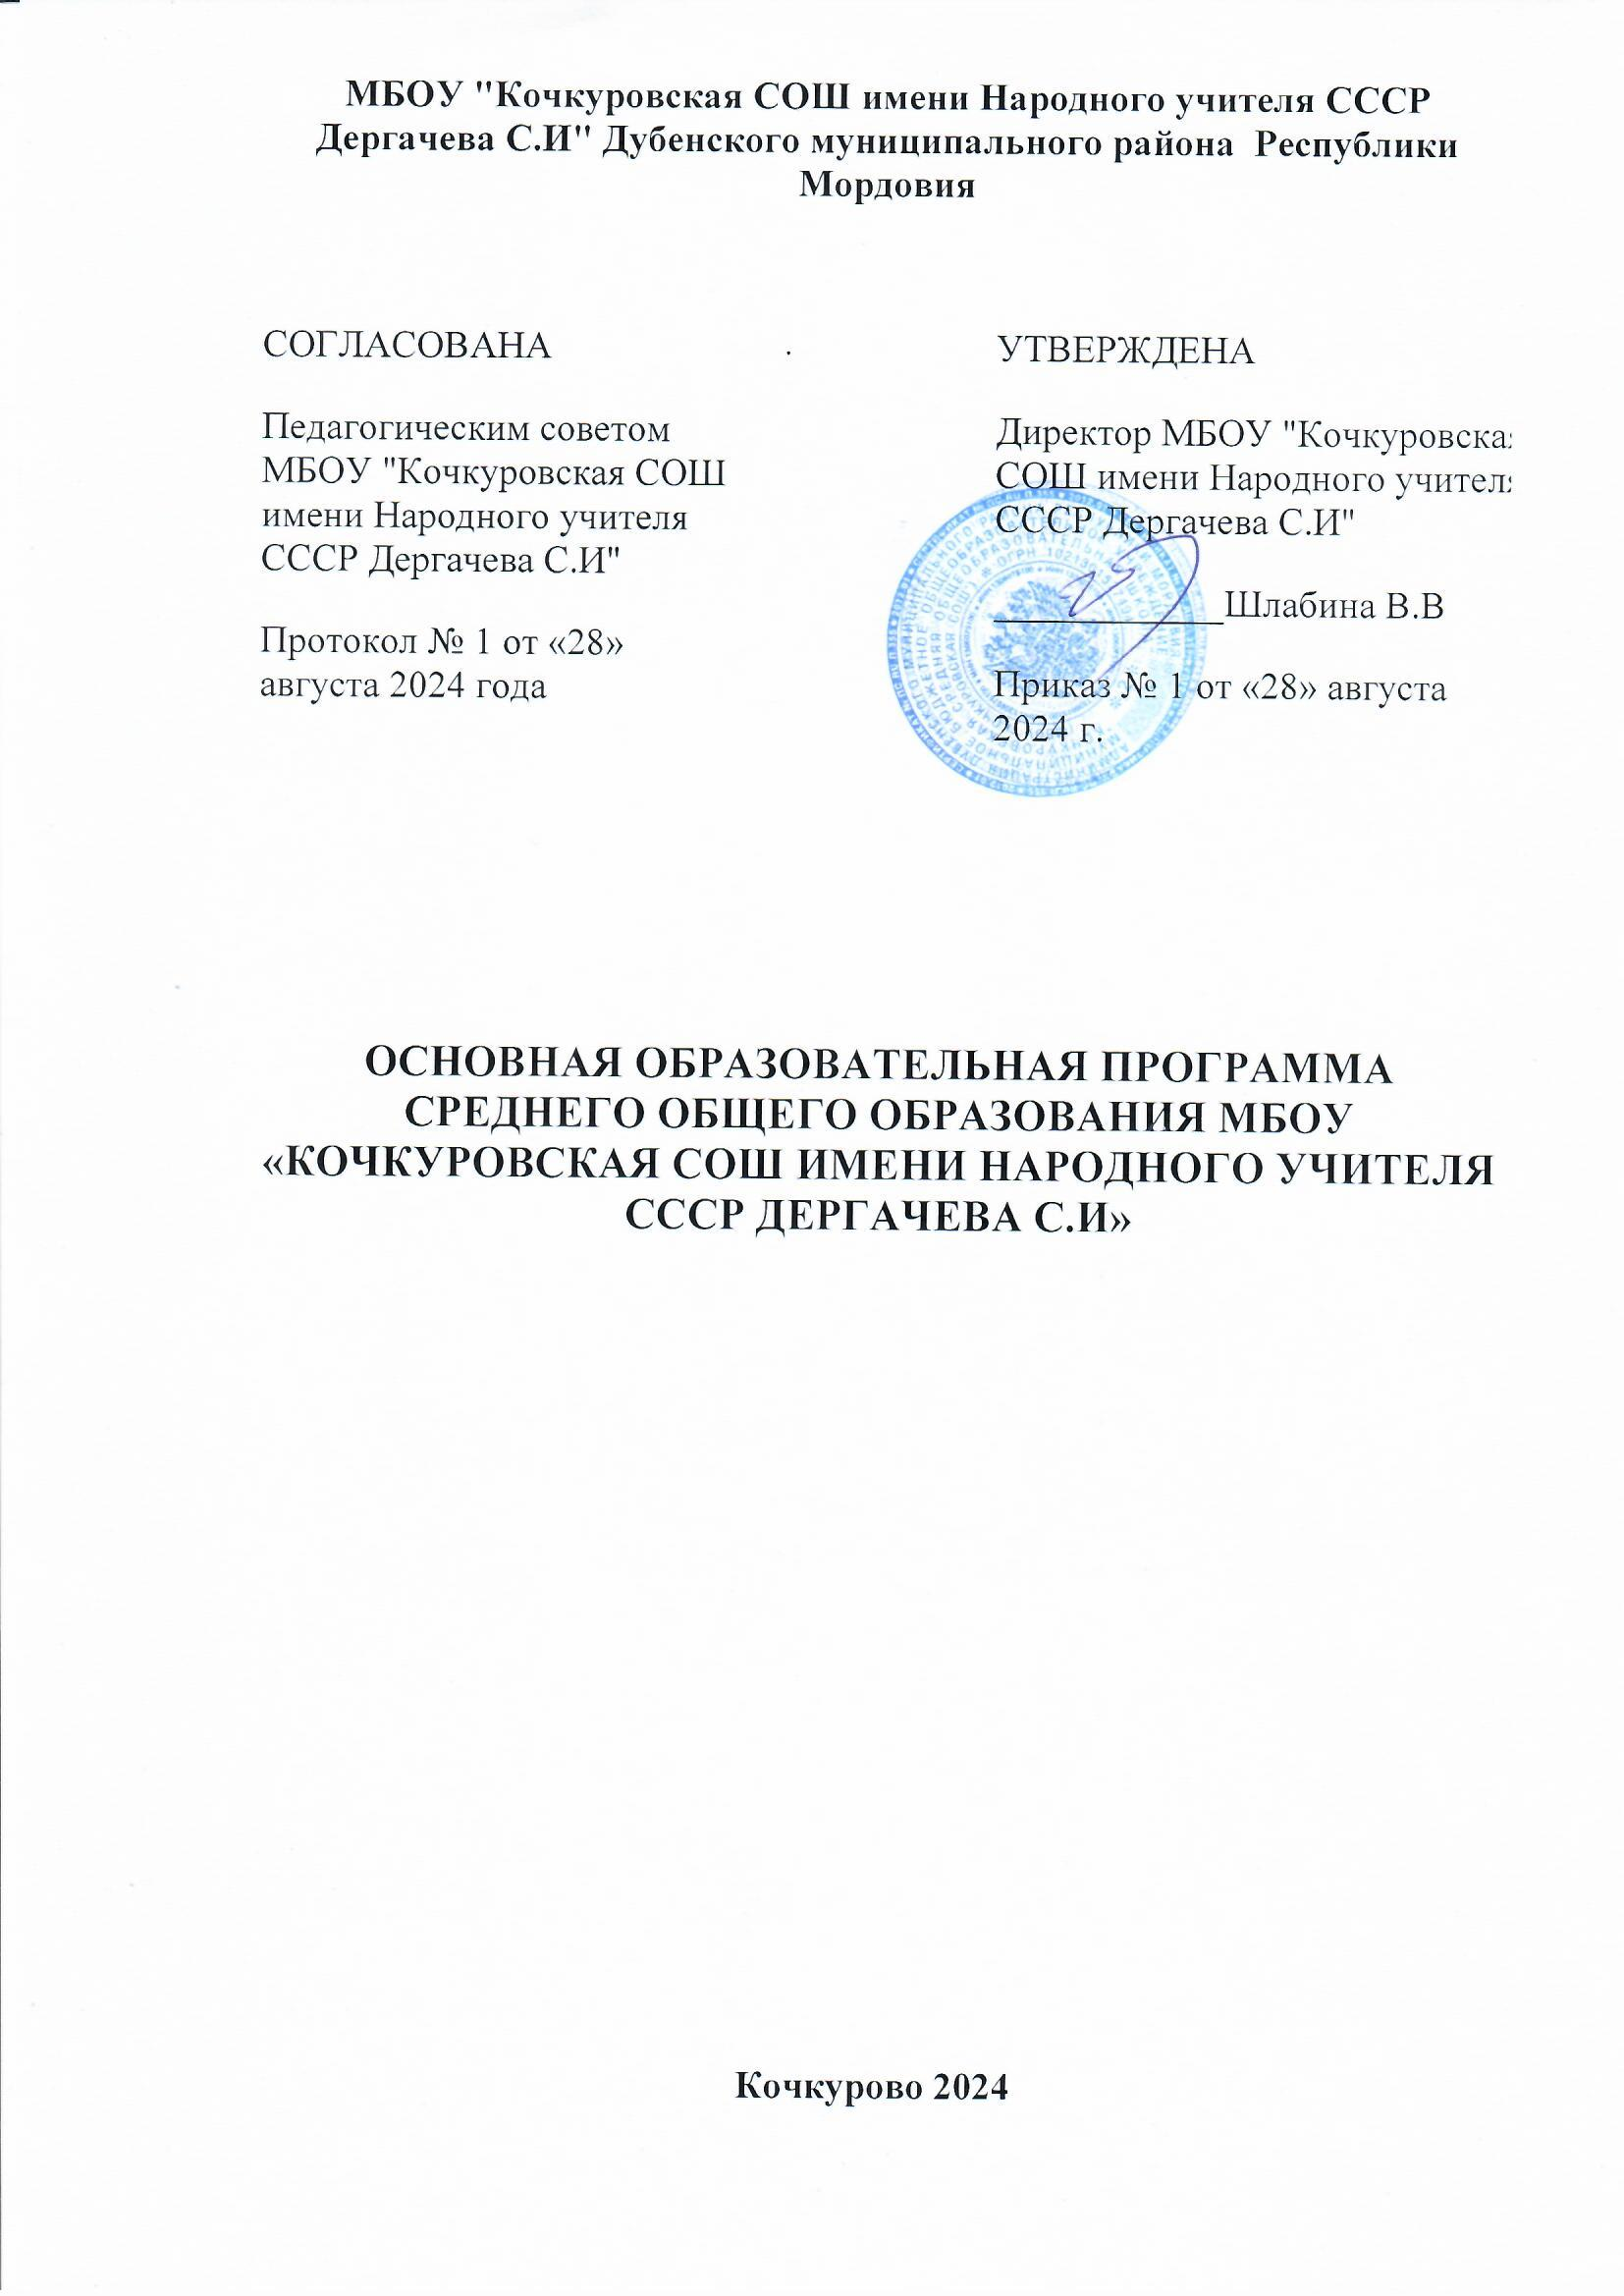 МБОУ "Кочкуровская СОШ имени Народного учителя СССР
Дергачева С.И" Дубенского муниципального района  Республики
Мордовия
СОГЛАСОВАНА
Педагогическим советом
МБОУ "Кочкуровская СОШ
имени Народного учителя
СССР Дергачева С.И"
Протокол № 1 от «28»
августа 2024 года
УТВЕРЖДЕНА
Директор МБОУ "Кочкуровска
СОШ имени Народного учител
СССР Дергачева С.И"
____________Шлабина В.В
Приказ № 1 от «28» августа
2024 г.
ОСНОВНАЯ ОБРАЗОВАТЕЛЬНАЯ ПРОГРАММА
СРЕДНЕГО ОБЩЕГО ОБРАЗОВАНИЯ МБОУ
«КОЧКУРОВСКАЯ СОШ ИМЕНИ НАРОДНОГО УЧИТЕЛЯ
СССР ДЕРГАЧЕВА С.И»
Кочкурово 2024